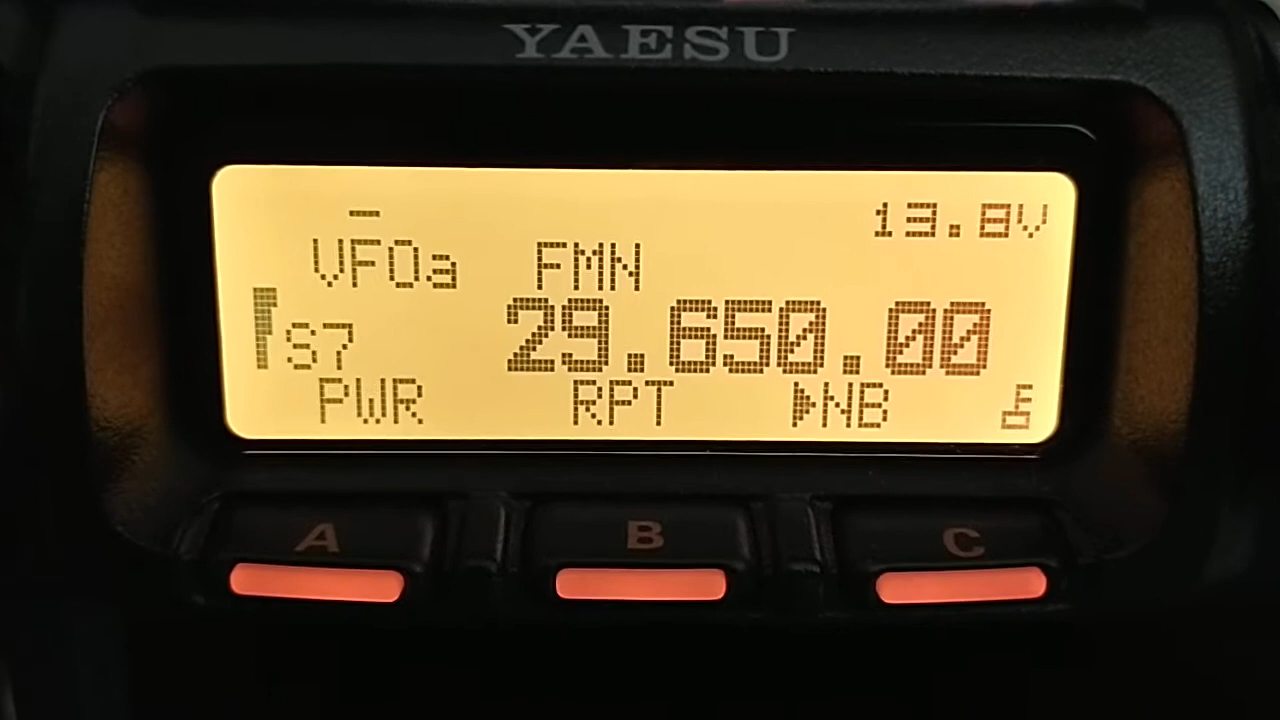 YAESU
– 13.8V
VFOa FMN
S7 29.650.00
PWR RPT ▶NB
A B C